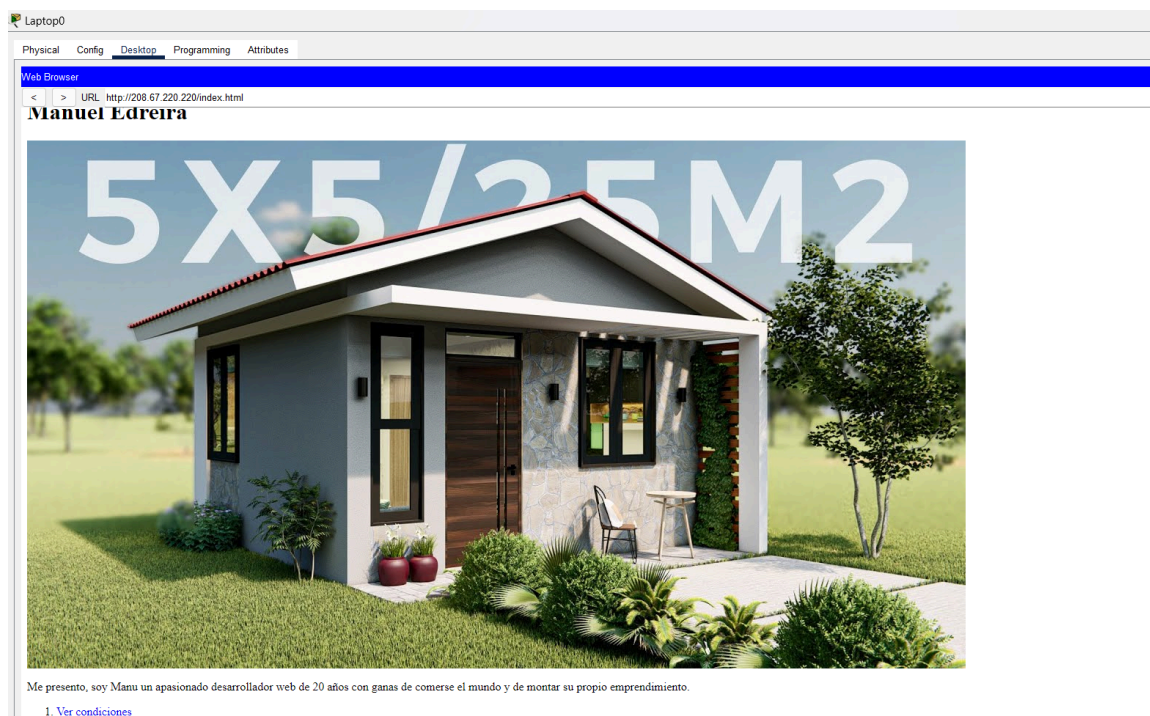 Laptop0
Physical Config Desktop Programming Attributes
Web Browser
< > URL http://208.67.220.220/index.html
Manuel Edreira
5X5/25M2
Me presento, soy Manu un apasionado desarrollador web de 20 años con ganas de comerse el mundo y de montar su propio emprendimiento.
1. Ver condiciones